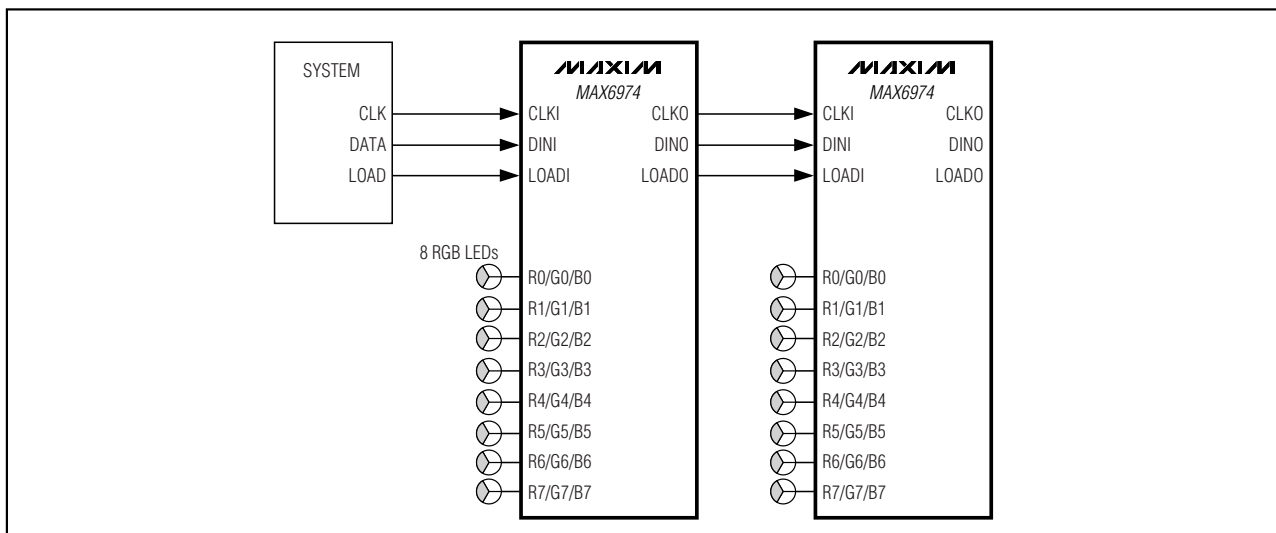 SYSTEM
CLK
DATA
LOAD
MAXIM
MAX6974
CLKI CLKO
DINI DINO
LOADI LOADO
8 RGB LEDs
R0/G0/B0
R1/G1/B1
R2/G2/B2
R3/G3/B3
R4/G4/B4
R5/G5/B5
R6/G6/B6
R7/G7/B7
MAXIM
MAX6974
CLKI CLKO
DINI DINO
LOADI LOADO
R0/G0/B0
R1/G1/B1
R2/G2/B2
R3/G3/B3
R4/G4/B4
R5/G5/B5
R6/G6/B6
R7/G7/B7